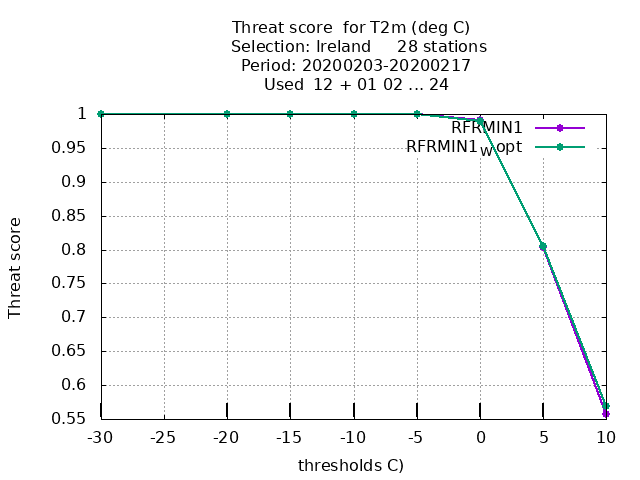 Threat score  for T2m (deg C)
Selection: Ireland     28 stations
Period: 20200203-20200217
Used  12 + 01 02 ... 24
RFRMIN1
RFRMIN1_W opt
Threat score
1
0.95
0.9
0.85
0.8
0.75
0.7
0.65
0.6
0.55
-30 -25 -20 -15 -10 -5 0 5 10
thresholds C)